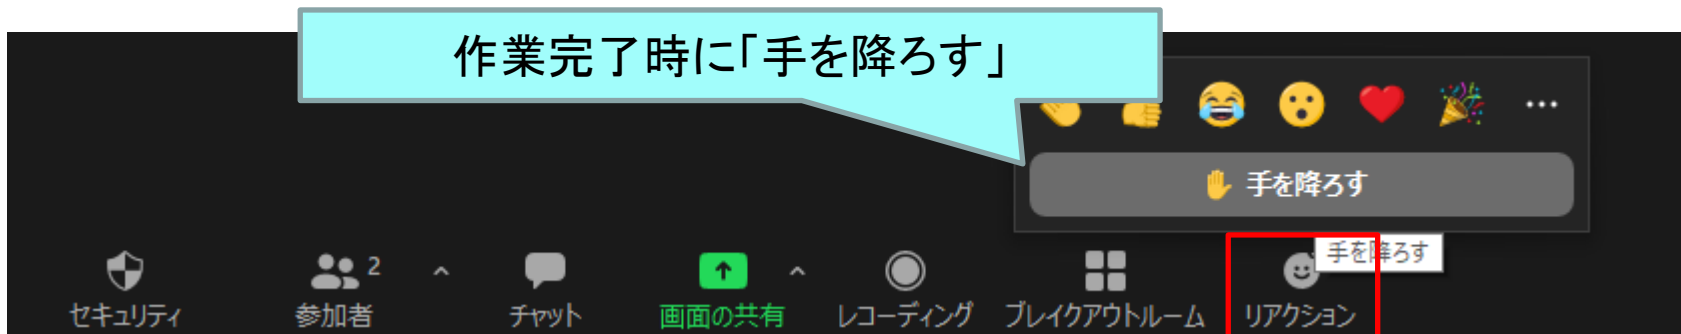 作業完了時に「手を降ろす」
手を降ろす
手を降ろす
2
セキュリティ
参加者
チャット
画面の共有
レコーディング
ブレイクアウトルーム
リアクション